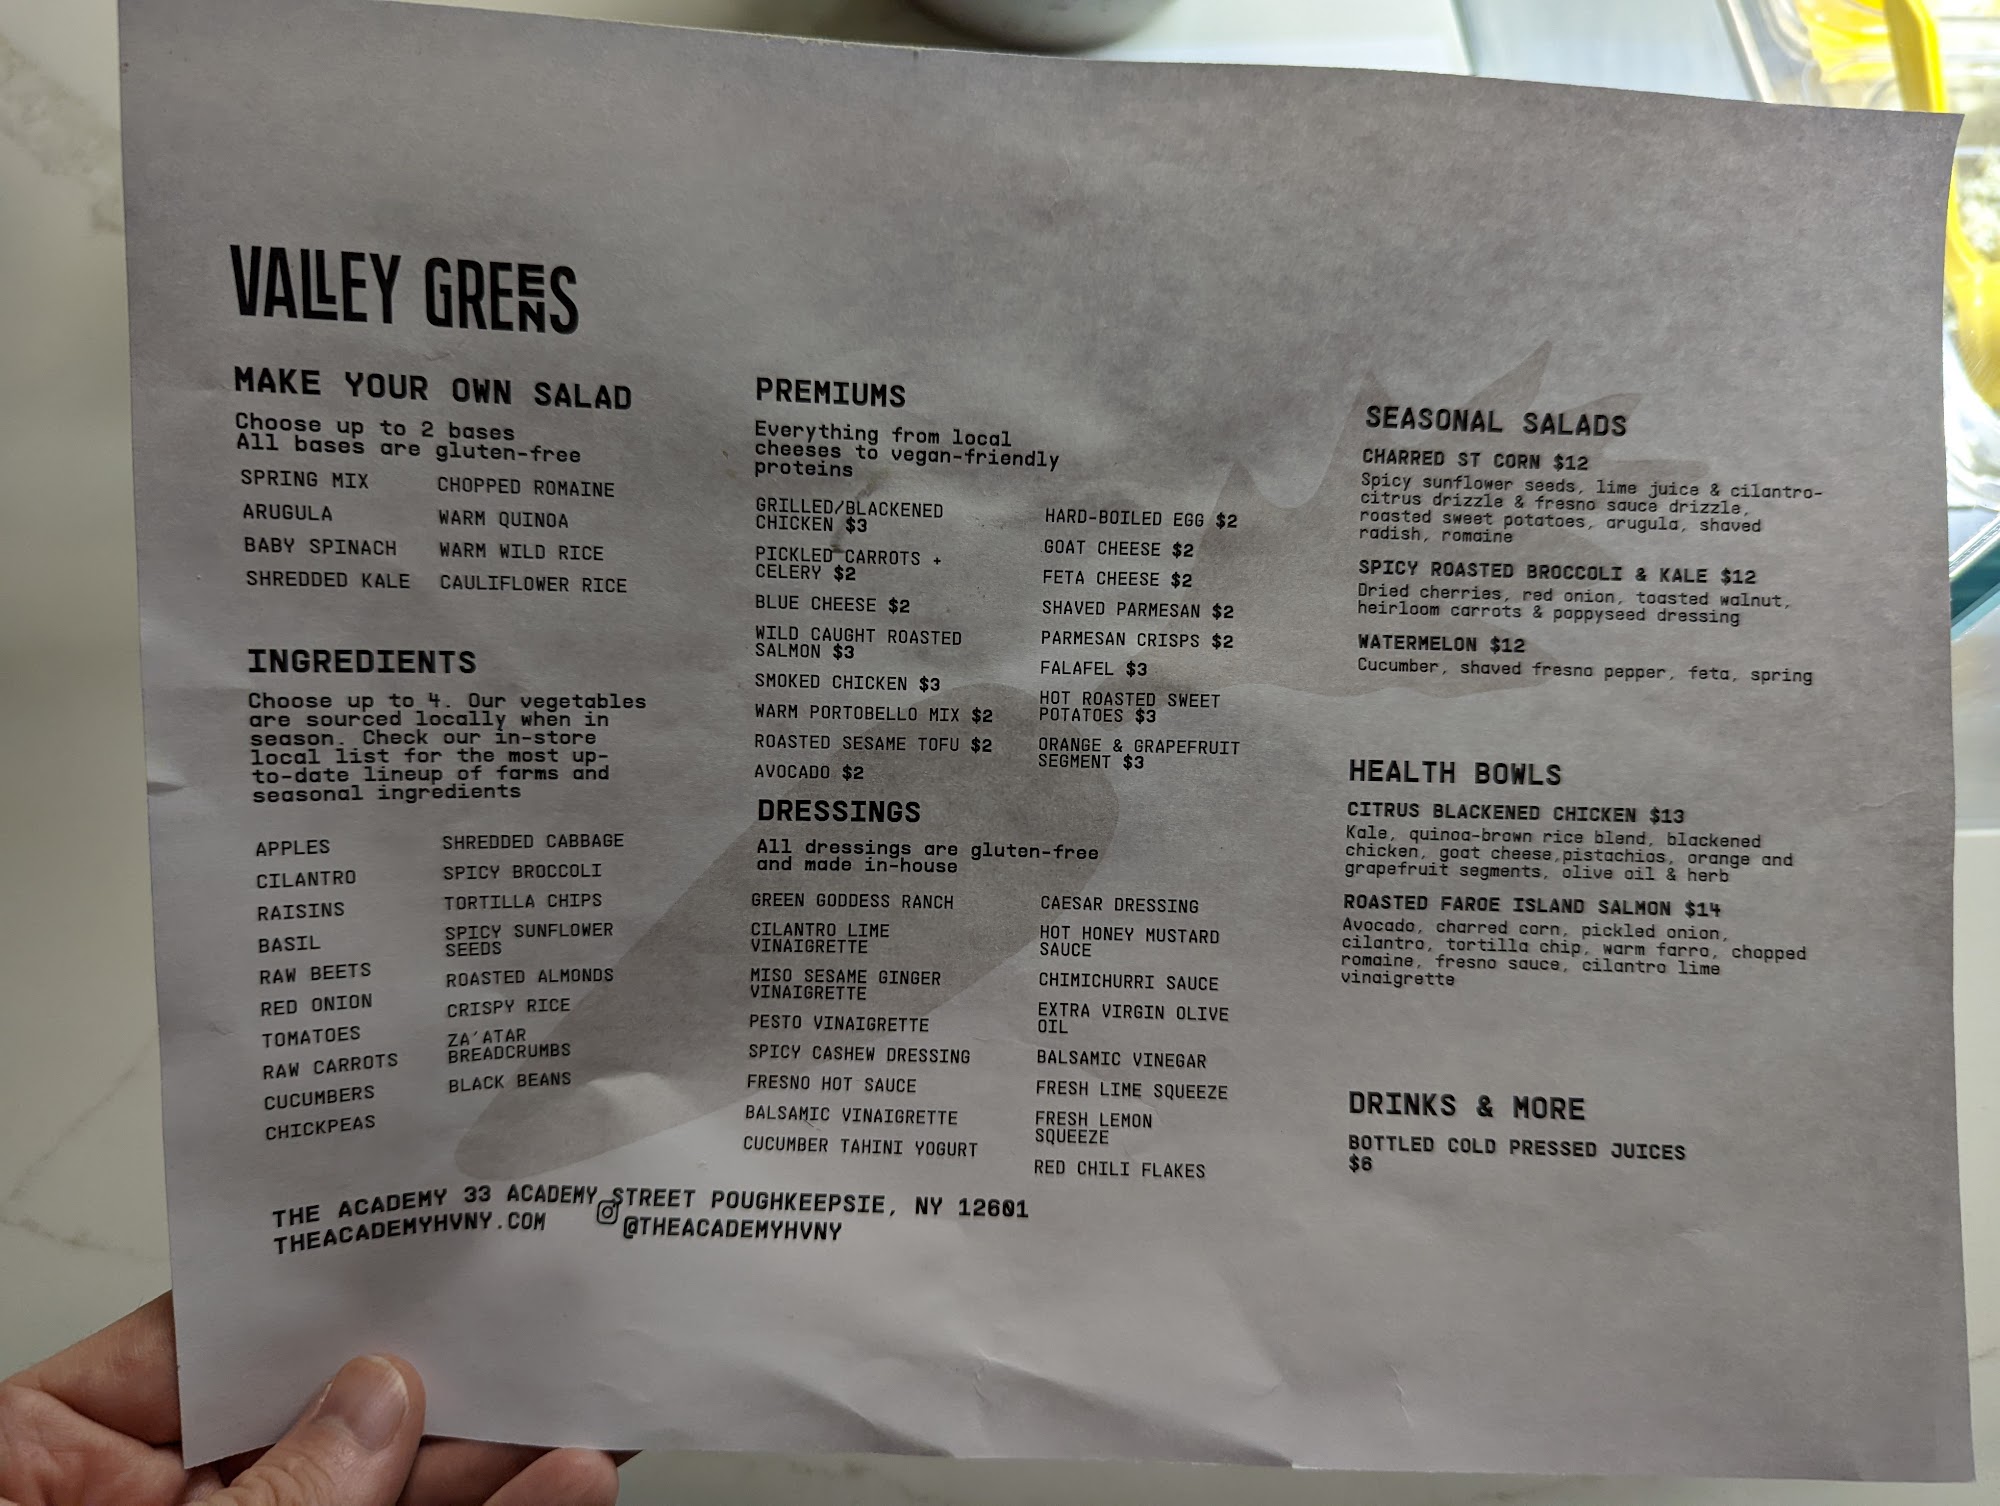 VALLEY GREENS
MAKE YOUR OWN SALAD
Choose up to 2 bases
All bases are gluten-free
SPRING MIX
ARUGULA
BABY SPINACH
SHREDDED KALE
CHOPPED ROMAINE
WARM QUINOA
WARM WILD RICE
CAULIFLOWER RICE
INGREDIENTS
Choose up to 4. Our vegetables
are sourced locally when in
season. Check our in-store
local list for the most up-
to-date lineup of farms and
seasonal ingredients
APPLES
CILANTRO
RAISINS
BASIL
RAW BEETS
RED ONION
TOMATOES
RAW CARROTS
CUCUMBERS
CHICKPEAS
SHREDDED CABBAGE
SPICY BROCCOLI
TORTILLA CHIPS
SPICY SUNFLOWER
SEEDS
ROASTED ALMONDS
CRISPY RICE
ZA'ATAR
BREADCRUMBS
BLACK BEANS
PREMIUMS
Everything from local
cheeses to vegan-friendly
proteins
GRILLED/BLACKENED
CHICKEN $3
PICKLED CARROTS +
CELERY $2
BLUE CHEESE $2
WILD CAUGHT ROASTED
SALMON $3
SMOKED CHICKEN $3
WARM PORTOBELLO MIX $2
ROASTED SESAME TOFU $2
AVOCADO $2
HARD-BOILED EGG $2
GOAT CHEESE $2
FETA CHEESE $2
SHAVED PARMESAN $2
PARMESAN CRISPS $2
FALAFEL $3
HOT ROASTED SWEET
POTATOES $3
ORANGE & GRAPEFRUIT
SEGMENT $3
DRESSINGS
All dressings are gluten-free
and made in-house
GREEN GODDESS RANCH
CILANTRO LIME
VINAIGRETTE
MISO SESAME GINGER
VINAIGRETTE
PESTO VINAIGRETTE
SPICY CASHEW DRESSING
FRESNO HOT SAUCE
BALSAMIC VINAIGRETTE
CUCUMBER TAHINI YOGURT
CAESAR DRESSING
HOT HONEY MUSTARD
SAUCE
CHIMICHURRI SAUCE
EXTRA VIRGIN OLIVE
OIL
BALSAMIC VINEGAR
FRESH LIME SQUEEZE
FRESH LEMON
SQUEEZE
RED CHILI FLAKES
SEASONAL SALADS
CHARRED ST CORN $12
Spicy sunflower seeds, lime juice & cilantro-
citrus drizzle & fresno sauce drizzle,
roasted sweet potatoes, arugula, shaved
radish, romaine
SPICY ROASTED BROCCOLI & KALE $12
Dried cherries, red onion, toasted walnut,
heirloom carrots & poppyseed dressing
WATERMELON $12
Cucumber, shaved fresno pepper, feta, spring
HEALTH BOWLS
CITRUS BLACKENED CHICKEN $13
Kale, quinoa-brown rice blend, blackened
chicken, goat cheese,pistachios, orange and
grapefruit segments, olive oil & herb
ROASTED FAROE ISLAND SALMON $14
Avocado, charred corn, pickled onion,
cilantro, tortilla chip, warm farro, chopped
romaine, fresno sauce, cilantro lime
vinaigrette
DRINKS & MORE
BOTTLED COLD PRESSED JUICES
$6
THE ACADEMY 33 ACADEMY STREET POUGHKEEPSIE, NY 12601
THEACADEMYHVNY.COM @THEACADEMYHVNY